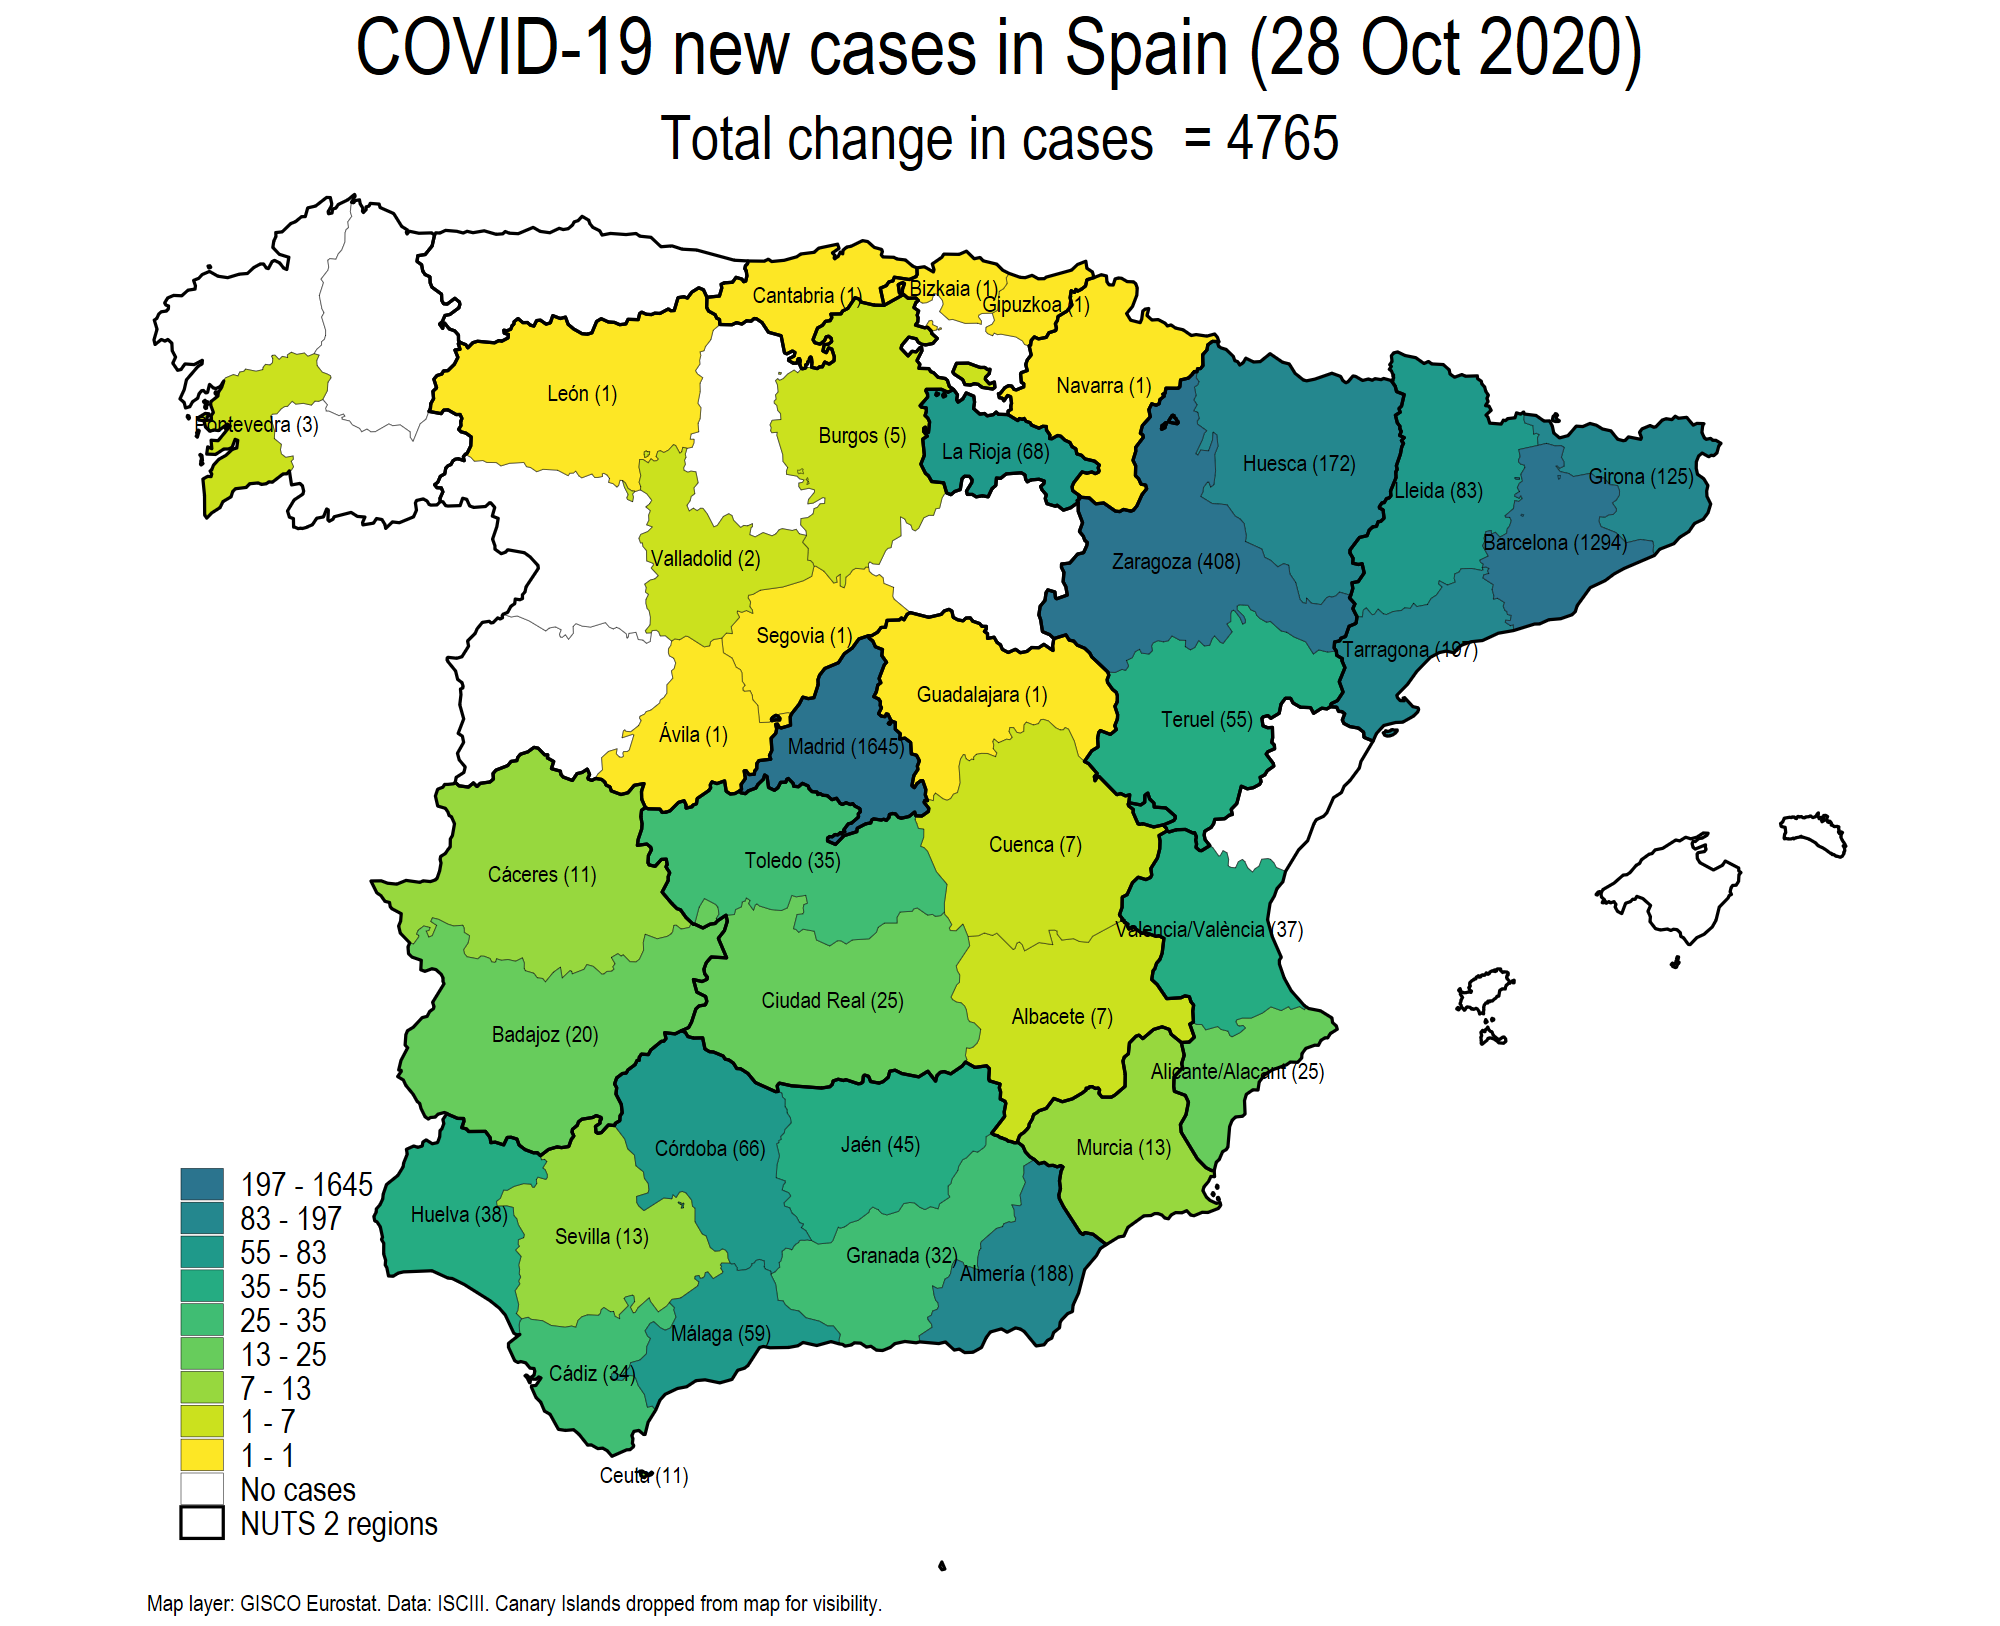 COVID-19 new cases in Spain (28 Oct 2020)
Total change in cases  = 4765
Cantabria (1)
Bizkaia (1)
Gipuzkoa (1)
León (1)
Navarra (1)
Pontevedra (3)
Burgos (5)
La Rioja (68)
Huesca (172)
Lleida (83)
Girona (125)
Valladolid (2)
Zaragoza (408)
Barcelona (1294)
Segovia (1)
Tarragona (197)
Guadalajara (1)
Ávila (1)
Madrid (1645)
Teruel (55)
Cuenca (7)
Toledo (35)
Cáceres (11)
Valencia/València (37)
Ciudad Real (25)
Albacete (7)
Badajoz (20)
Alicante/Alacant (25)
Córdoba (66)
Jaén (45)
Murcia (13)
Huelva (38)
Sevilla (13)
Granada (32)
Almería (188)
Málaga (59)
Cádiz (34)
Ceuta (11)
197 - 1645
83 - 197
55 - 83
35 - 55
25 - 35
13 - 25
7 - 13
1 - 7
1 - 1
No cases
NUTS 2 regions
Map layer: GISCO Eurostat. Data: ISCIII. Canary Islands dropped from map for visibility.